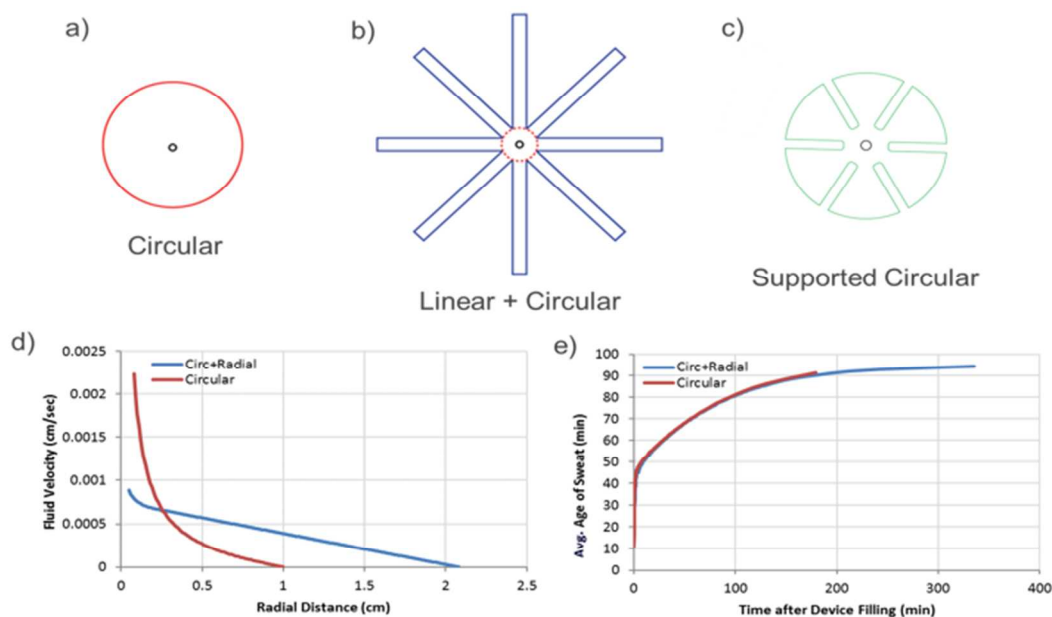 a)
b)
c)
Circular
Linear + Circular
Supported Circular
d)
0.0025
0.002
0.0015
0.001
0.0005
0
Fluid Velocity (cm/sec)
Circ+Radial
Circular
0 0.5 1 1.5 2 2.5
Radial Distance (cm)
e)
100
90
80
70
60
50
40
30
20
10
0
Avg. Age of Sweat (min)
Circ+Radial
Circular
0 100 200 300 400
Time after Device Filling (min)